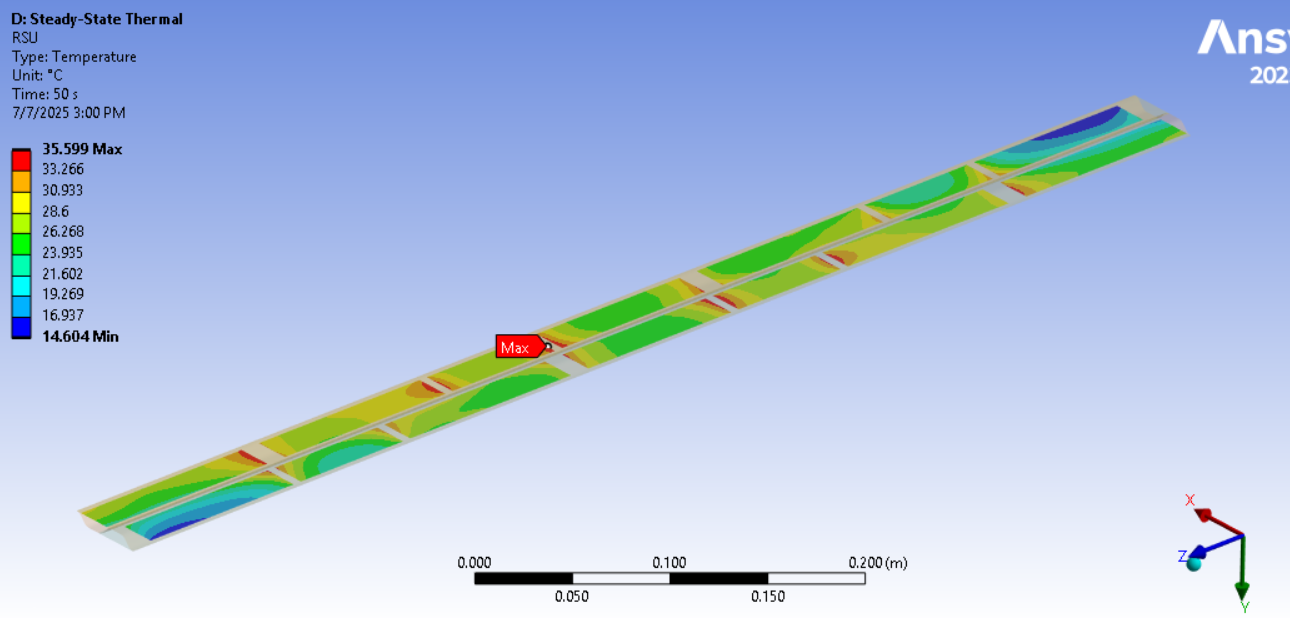 D: Steady-State Thermal
RSU
Type: Temperature
Unit: °C
Time: 50 s
7/7/2025 3:00 PM
35.599 Max
33.266
30.933
28.6
26.268
23.935
21.602
19.269
16.937
14.604 Min
Ans
202
Max
0.000 0.100 0.200 (m)
0.050 0.150
X
Z
Y